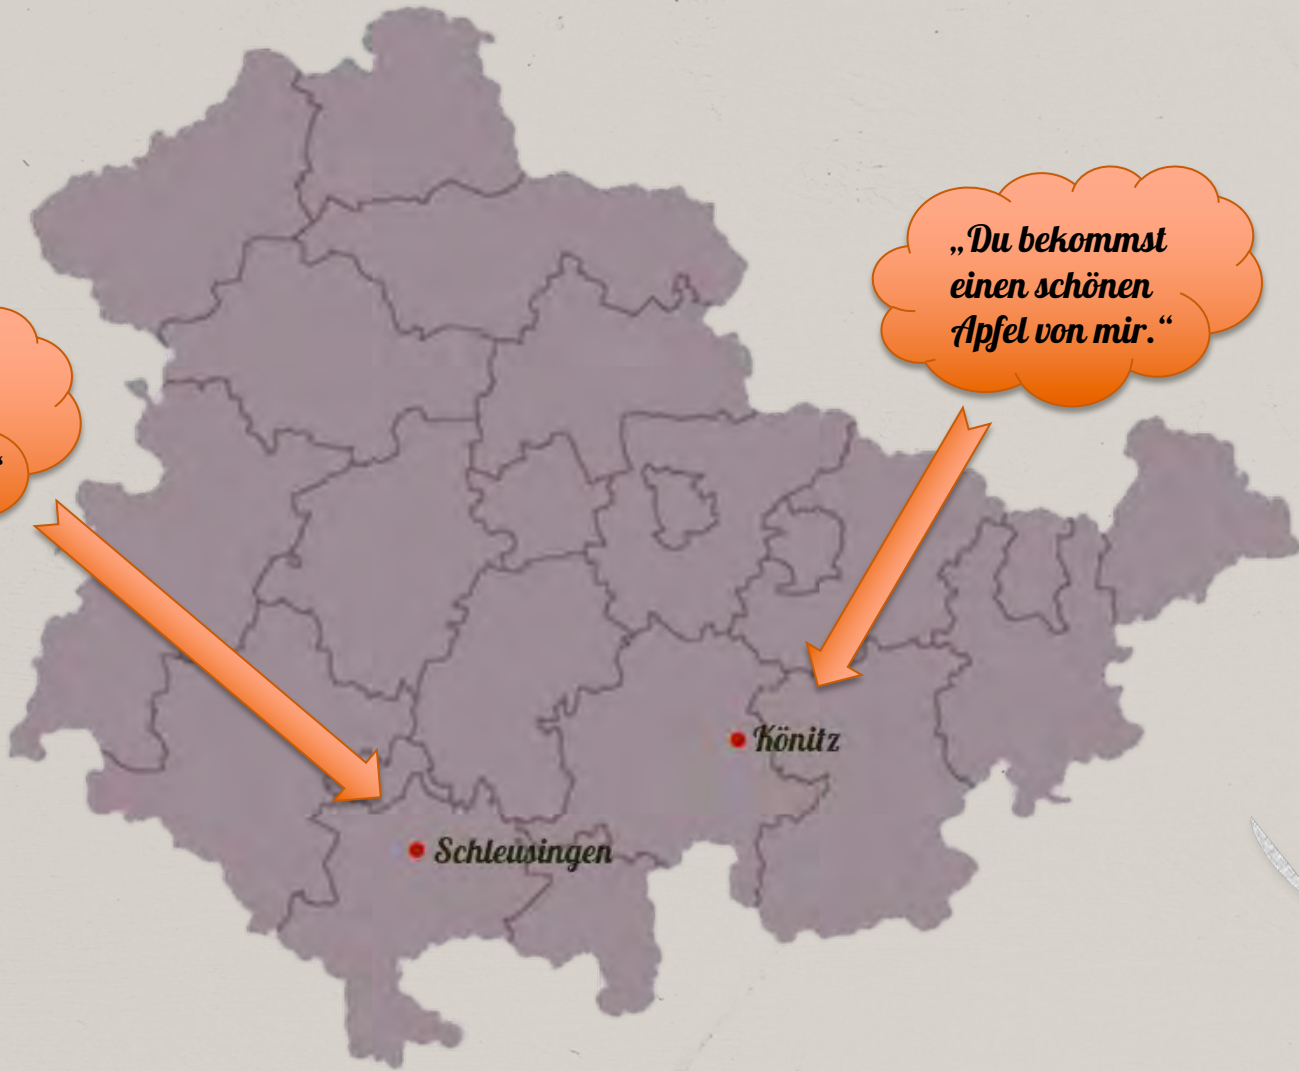 „Du bekommst
einen schönen
Apfel von mir.“
Könitz
Schleusingen